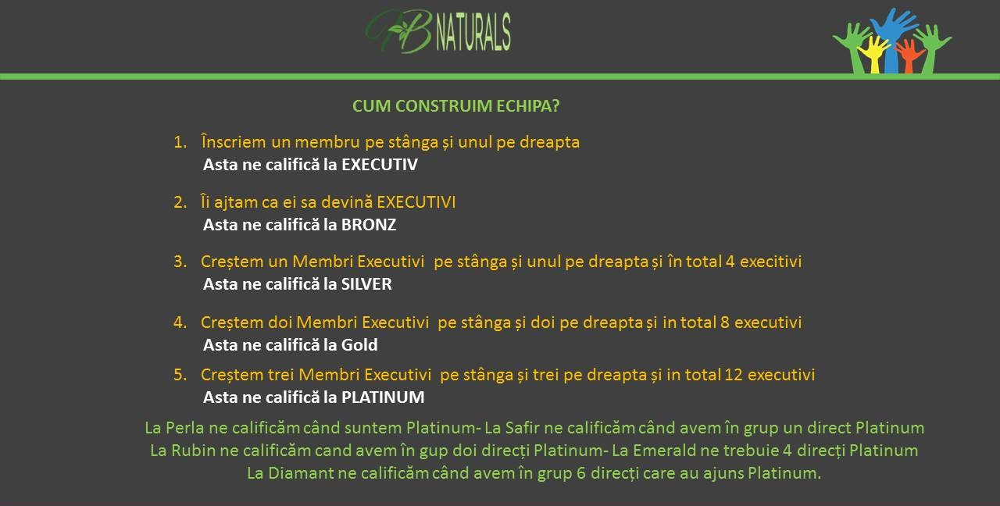 HB NATURALS
CUM CONSTRUIM ECHIPA?
1. Înscriem un membru pe stânga și unul pe dreapta
Asta ne califică la EXECUTIV
2. Îi ajtam ca ei sa devină EXECUTIVI
Asta ne califică la BRONZ
3. Creștem un Membri Executivi pe stânga și unul pe dreapta și în total 4 execitivi
Asta ne califică la SILVER
4. Creștem doi Membri Executivi pe stânga și doi pe dreapta și in total 8 executivi
Asta ne califică la Gold
5. Creștem trei Membri Executivi pe stânga și trei pe dreapta și in total 12 executivi
Asta ne califică la PLATINUM
La Perla ne calificăm când suntem Platinum- La Safir ne calificăm când avem în grup un direct Platinum
La Rubin ne calificăm cand avem în gup doi direcți Platinum- La Emerald ne trebuie 4 direcți Platinum
La Diamant ne calificăm când avem în grup 6 direcți care au ajuns Platinum.